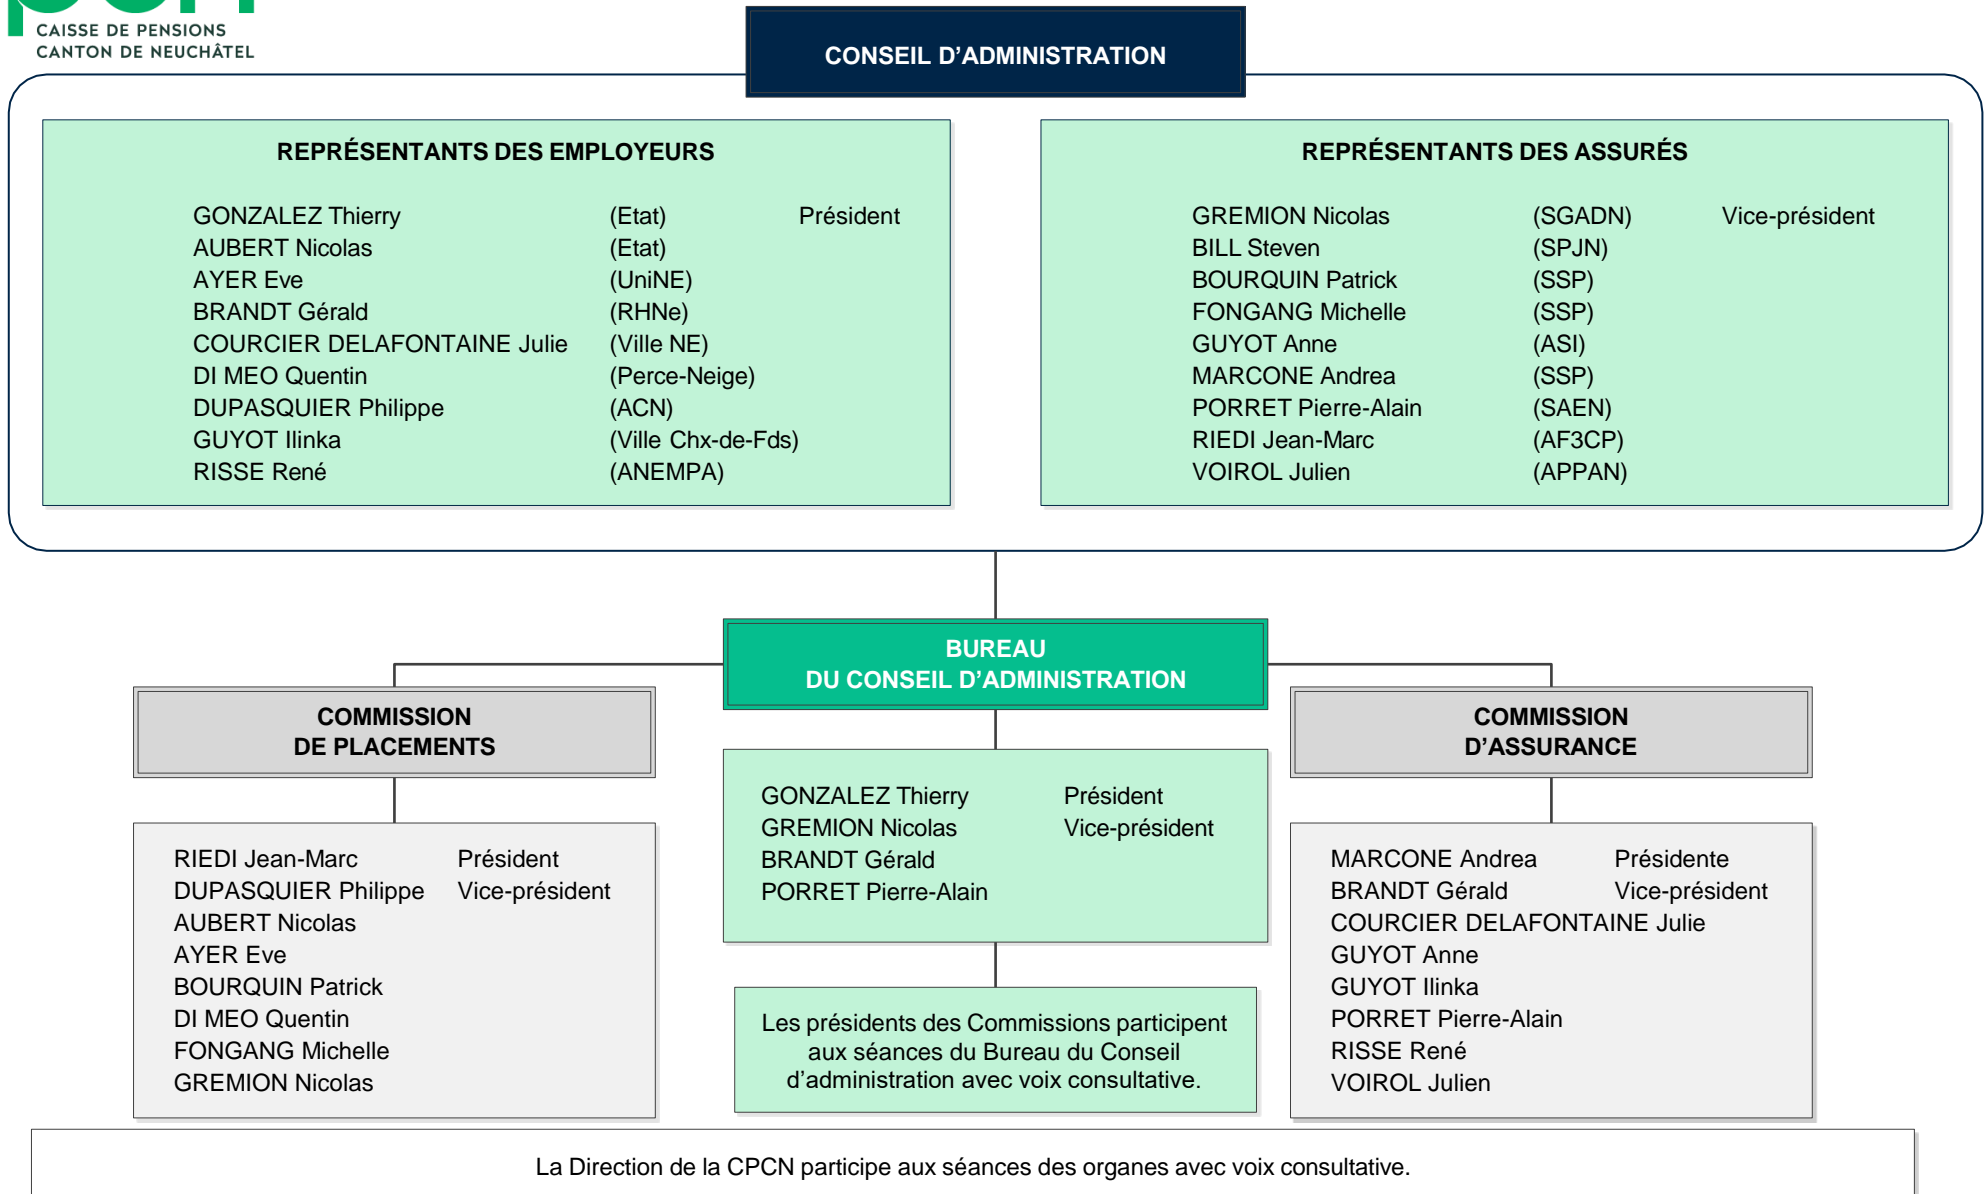 CAISSE DE PENSIONS
CANTON DE NEUCHÂTEL
CONSEIL D’ADMINISTRATION
REPRÉSENTANTS DES EMPLOYEURS
GONZALEZ Thierry (Etat) Président
AUBERT Nicolas (Etat)
AYER Eve (UniNE)
BRANDT Gérald (RHNe)
COURCIER DELAFONTAINE Julie (Ville NE)
DI MEO Quentin (Perce-Neige)
DUPASQUIER Philippe (ACN)
GUYOT Ilinka (Ville Chx-de-Fds)
RISSE René (ANEMPA)
REPRÉSENTANTS DES ASSURÉS
GREMION Nicolas (SGADN) Vice-président
BILL Steven (SPJN)
BOURQUIN Patrick (SSP)
FONGANG Michelle (SSP)
GUYOT Anne (ASI)
MARCONE Andrea (SSP)
PORRET Pierre-Alain (SAEN)
RIEDI Jean-Marc (AF3CP)
VOIROL Julien (APPAN)
BUREAU
DU CONSEIL D’ADMINISTRATION
COMMISSION
DE PLACEMENTS
RIEDI Jean-Marc Président
DUPASQUIER Philippe Vice-président
AUBERT Nicolas
AYER Eve
BOURQUIN Patrick
DI MEO Quentin
FONGANG Michelle
GREMION Nicolas
GONZALEZ Thierry Président
GREMION Nicolas Vice-président
BRANDT Gérald
PORRET Pierre-Alain
Les présidents des Commissions participent
aux séances du Bureau du Conseil
d’administration avec voix consultative.
COMMISSION
D’ASSURANCE
MARCONE Andrea Présidente
BRANDT Gérald Vice-président
COURCIER DELAFONTAINE Julie
GUYOT Anne
GUYOT Ilinka
PORRET Pierre-Alain
RISSE René
VOIROL Julien
La Direction de la CPCN participe aux séances des organes avec voix consultative.